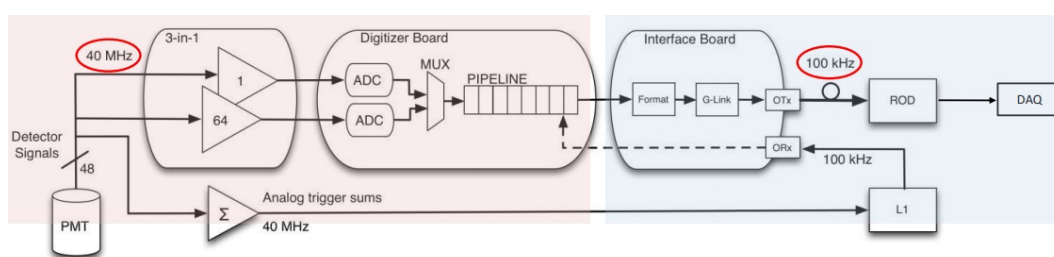 3-in-1
Digitizer Board
Interface Board
40 MHz
MUX
100 kHz
1
ADC
PIPELINE
64
ADC
Format
G-Link
OTx
ROD
DAQ
Detector
Signals
ORx
100 kHz
48
Analog trigger sums
PMT
Σ
40 MHz
L1